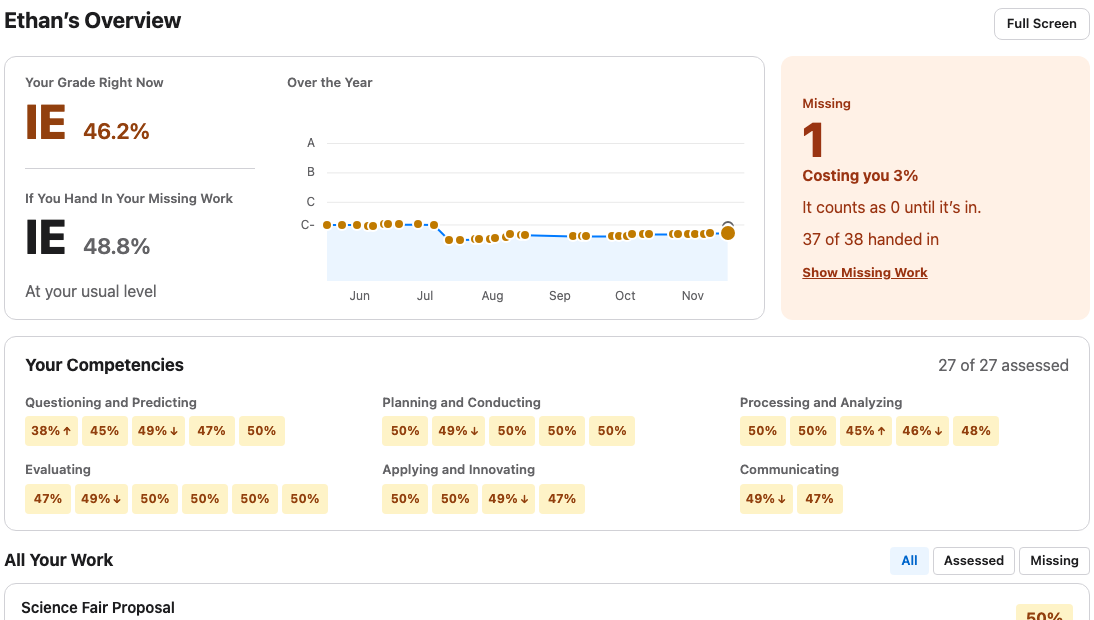 Ethan's Overview
Full Screen
Your Grade Right Now
IE 46.2%
If You Hand In Your Missing Work
IE 48.8%
At your usual level
Over the Year
A
B
C
C-
Jun Jul Aug Sep Oct Nov
Missing
1
Costing you 3%
It counts as 0 until it's in.
37 of 38 handed in
Show Missing Work
Your Competencies
27 of 27 assessed
Questioning and Predicting
38% ↑ 45% 49% ↓ 47% 50%
Planning and Conducting
50% 49% ↓ 50% 50% 50%
Processing and Analyzing
50% 50% 45% ↑ 46% ↓ 48%
Evaluating
47% 49% ↓ 50% 50% 50% 50%
Applying and Innovating
50% 50% 49% ↓ 47%
Communicating
49% ↓ 47%
All Your Work
All Assessed Missing
Science Fair Proposal
50%